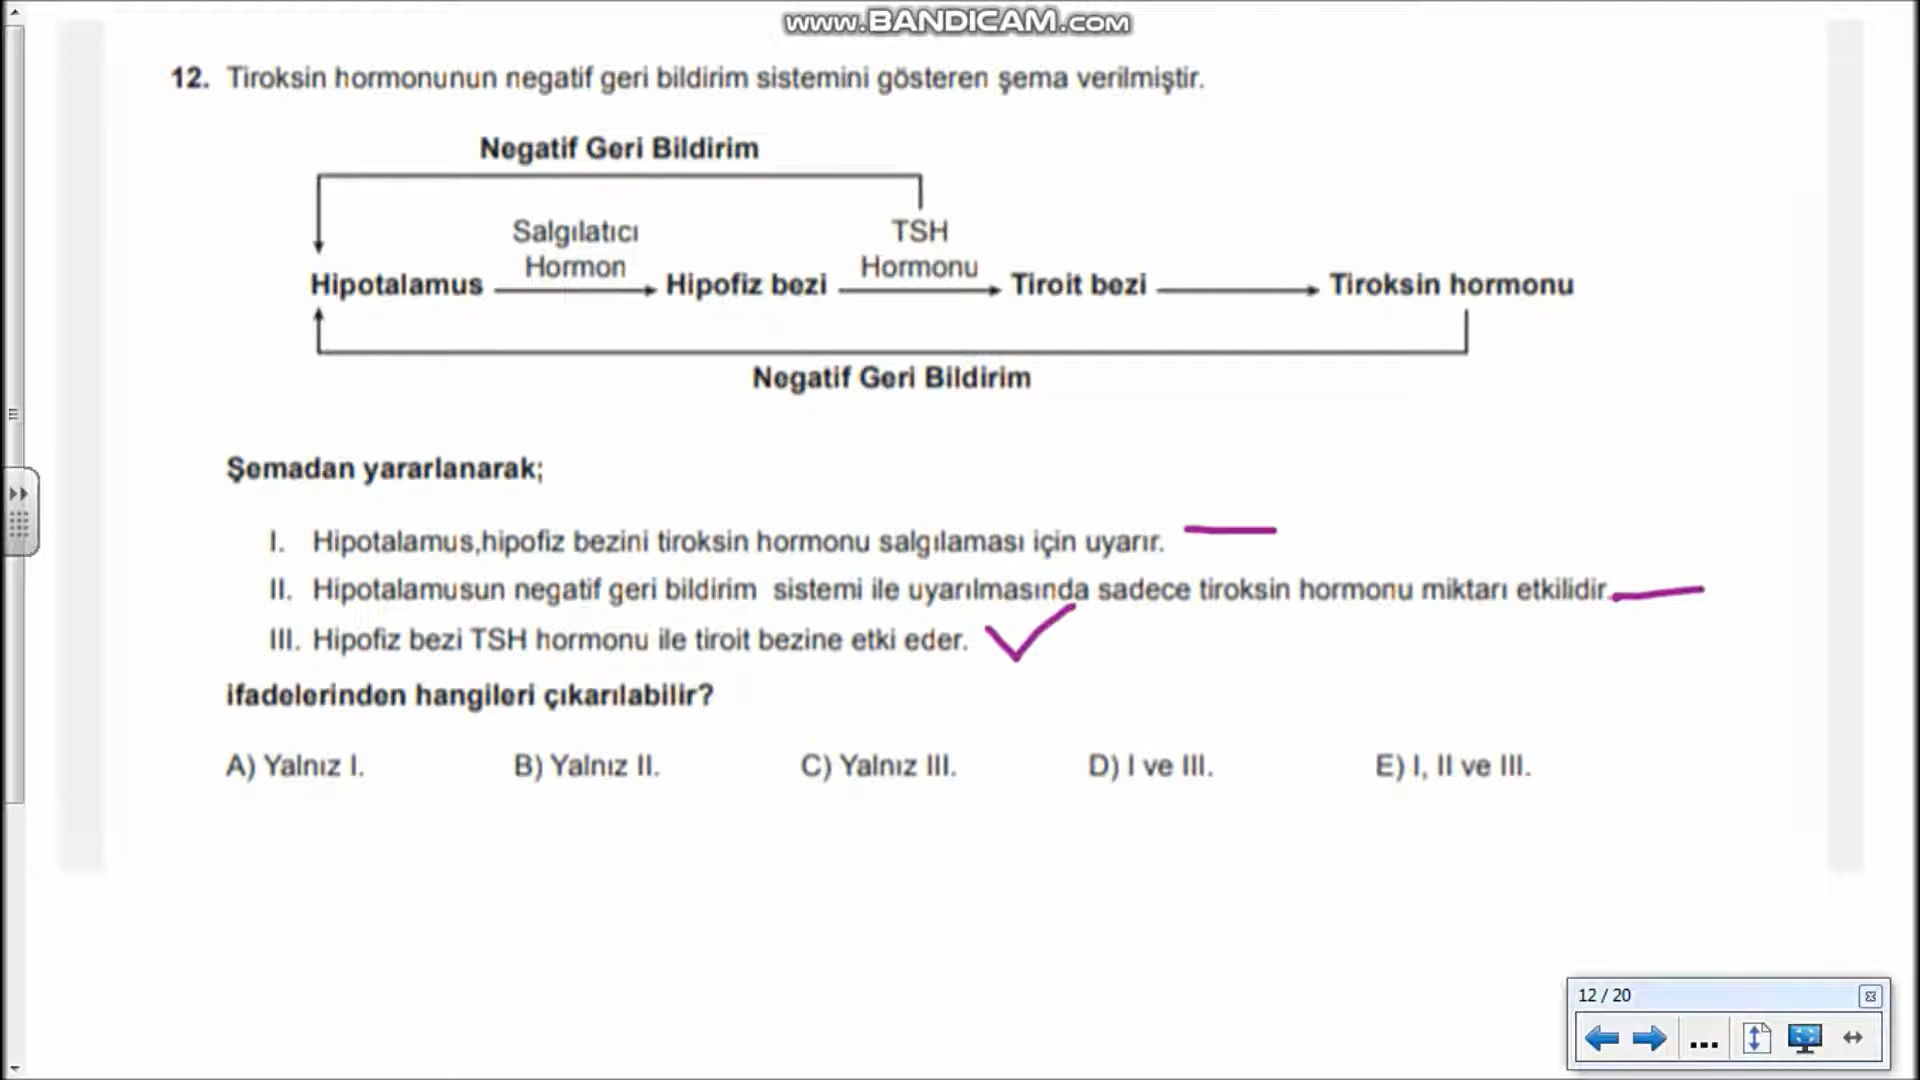 www.BANDICAM.com
12. Tiroksin hormonunun negatif geri bildirim sistemini gösteren şema verilmiştir.
Negatif Geri Bildirim
Salgılatıcı Hormon
TSH Hormonu
Hipotalamus Hipofiz bezi Tiroit bezi Tiroksin hormonu
Negatif Geri Bildirim
Şemadan yararlanarak;
I. Hipotalamus,hipofiz bezini tiroksin hormonu salgılaması için uyarır.
II. Hipotalamusun negatif geri bildirim sistemi ile uyarılmasında sadece tiroksin hormonu miktarı etkilidir.
III. Hipofiz bezi TSH hormonu ile tiroit bezine etki eder.
ifadelerinden hangileri çıkarılabilir?
A) Yalnız I. B) Yalnız II. C) Yalnız III. D) I ve III. E) I, II ve III.
12 / 20